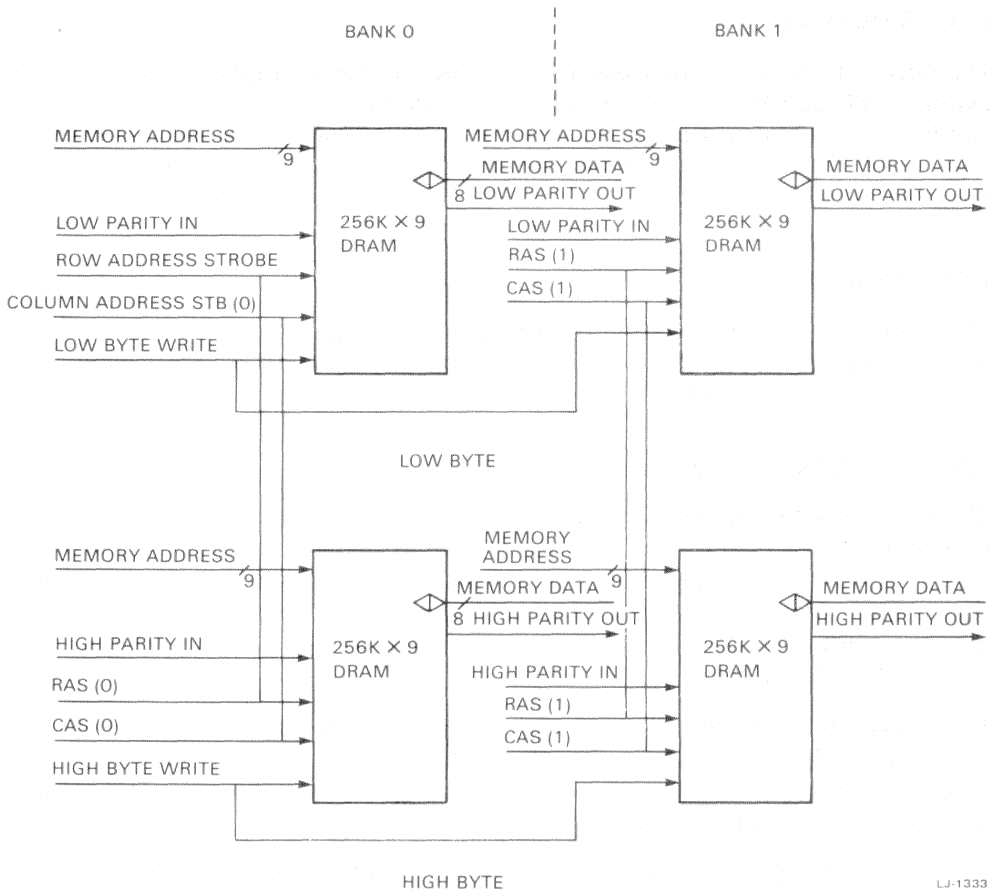 BANK 0
BANK 1
MEMORY ADDRESS
9
MEMORY DATA
8
LOW PARITY OUT
256K × 9
DRAM
LOW PARITY IN
ROW ADDRESS STROBE
COLUMN ADDRESS STB (0)
LOW BYTE WRITE
MEMORY ADDRESS
9
MEMORY DATA
LOW PARITY OUT
256K × 9
DRAM
LOW PARITY IN
RAS (1)
CAS (1)
LOW BYTE
MEMORY ADDRESS
9
MEMORY DATA
8
HIGH PARITY OUT
256K × 9
DRAM
HIGH PARITY IN
RAS (0)
CAS (0)
HIGH BYTE WRITE
MEMORY
ADDRESS
9
MEMORY DATA
HIGH PARITY OUT
256K × 9
DRAM
HIGH PARITY IN
RAS (1)
CAS (1)
HIGH BYTE
LJ-1333